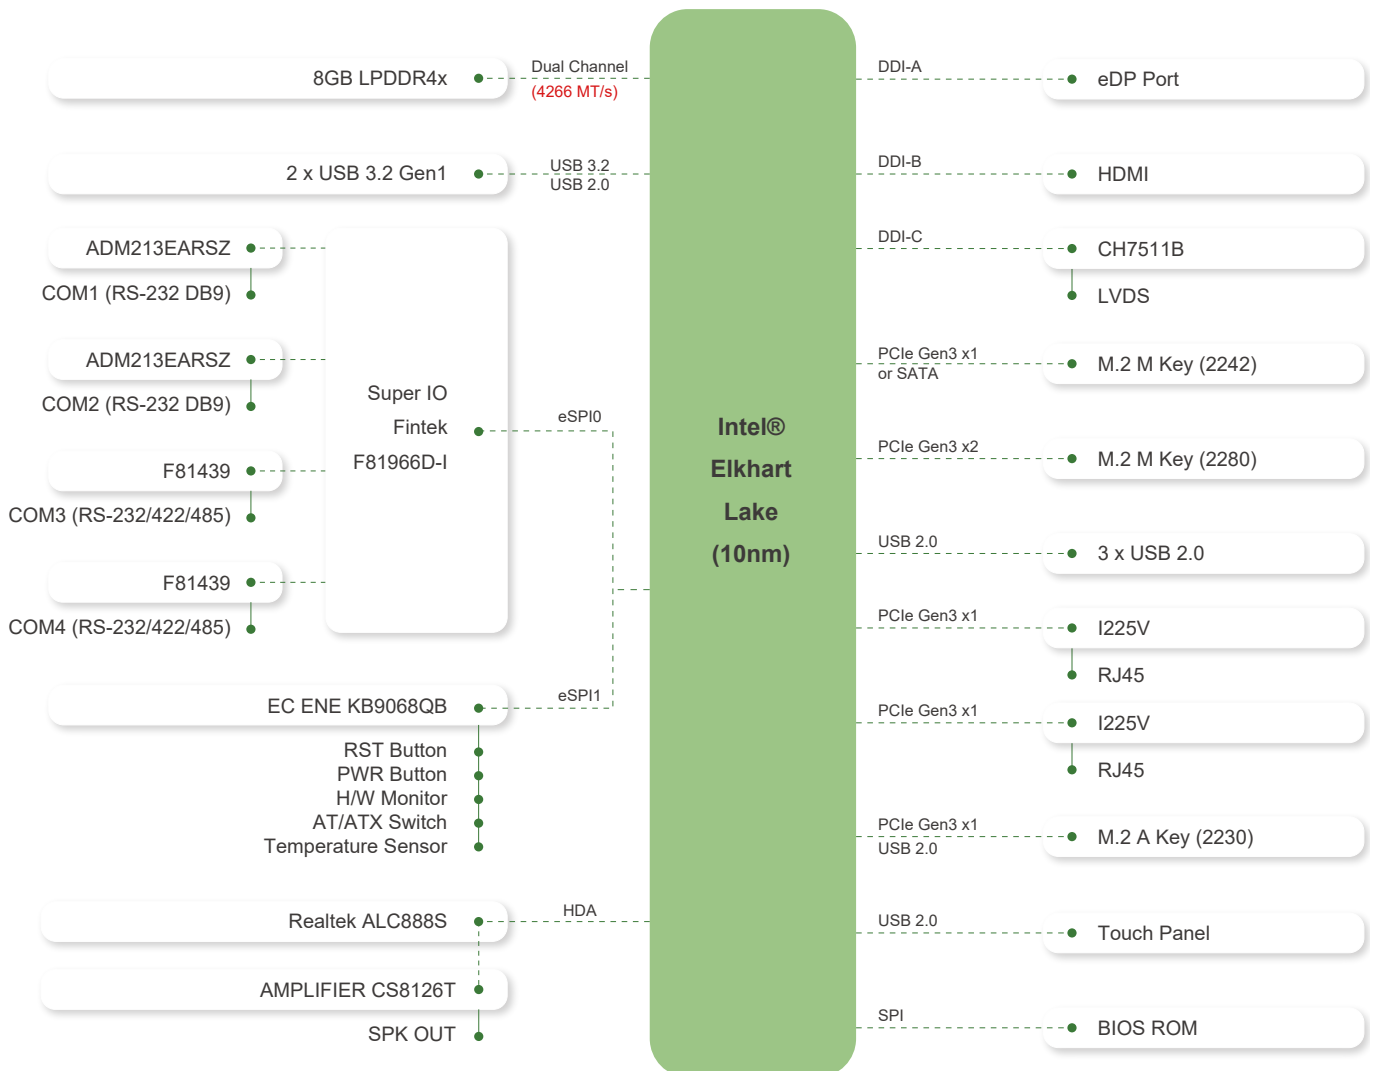 8GB LPDDR4x
Dual Channel
(4266 MT/s)
2 x USB 3.2 Gen1
USB 3.2
USB 2.0
ADM213EARSZ
COM1 (RS-232 DB9)
ADM213EARSZ
COM2 (RS-232 DB9)
F81439
COM3 (RS-232/422/485)
F81439
COM4 (RS-232/422/485)
Super IO
Fintek
F81966D-I
eSPI0
EC ENE KB9068QB
eSPI1
RST Button
PWR Button
H/W Monitor
AT/ATX Switch
Temperature Sensor
Realtek ALC888S
HDA
AMPLIFIER CS8126T
SPK OUT
Intel®
Elkhart
Lake
(10nm)
DDI-A
eDP Port
DDI-B
HDMI
DDI-C
CH7511B
LVDS
PCIe Gen3 x1
or SATA
M.2 M Key (2242)
PCIe Gen3 x2
M.2 M Key (2280)
USB 2.0
3 x USB 2.0
PCIe Gen3 x1
I225V
RJ45
PCIe Gen3 x1
I225V
RJ45
PCIe Gen3 x1
USB 2.0
M.2 A Key (2230)
USB 2.0
Touch Panel
SPI
BIOS ROM